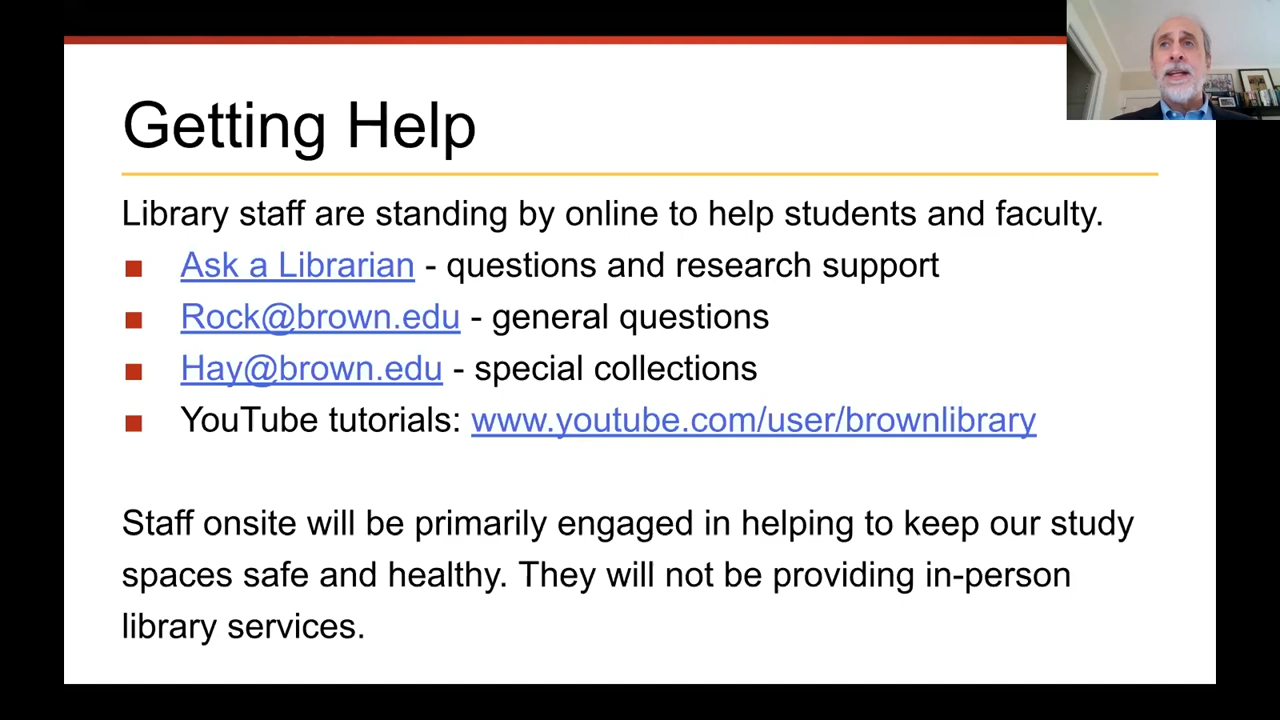 Getting Help
Library staff are standing by online to help students and faculty.
Ask a Librarian - questions and research support
Rock@brown.edu - general questions
Hay@brown.edu - special collections
YouTube tutorials: www.youtube.com/user/brownlibrary
Staff onsite will be primarily engaged in helping to keep our study
spaces safe and healthy. They will not be providing in-person
library services.